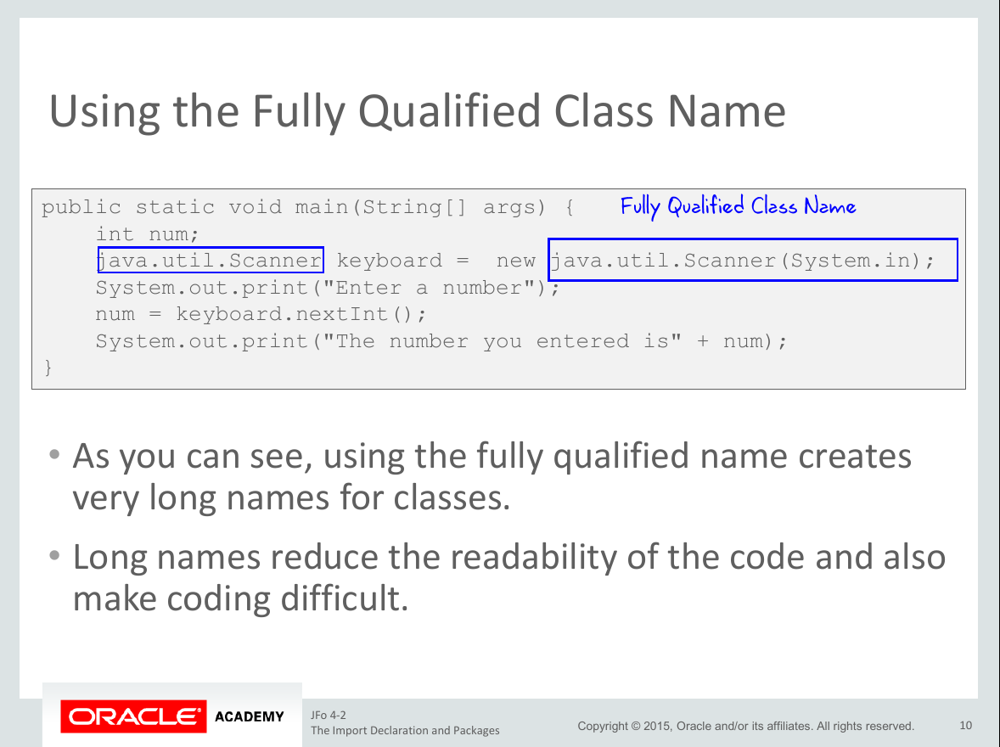 Using the Fully Qualified Class Name
public static void main(String[] args) {    Fully Qualified Class Name
    int num;
    java.util.Scanner keyboard =  new java.util.Scanner(System.in);
    System.out.print("Enter a number");
    num = keyboard.nextInt();
    System.out.print("The number you entered is" + num);
}
• As you can see, using the fully qualified name creates
very long names for classes.
• Long names reduce the readability of the code and also
make coding difficult.
ORACLE® ACADEMY
JFo 4-2
The Import Declaration and Packages
Copyright © 2015, Oracle and/or its affiliates. All rights reserved.
10